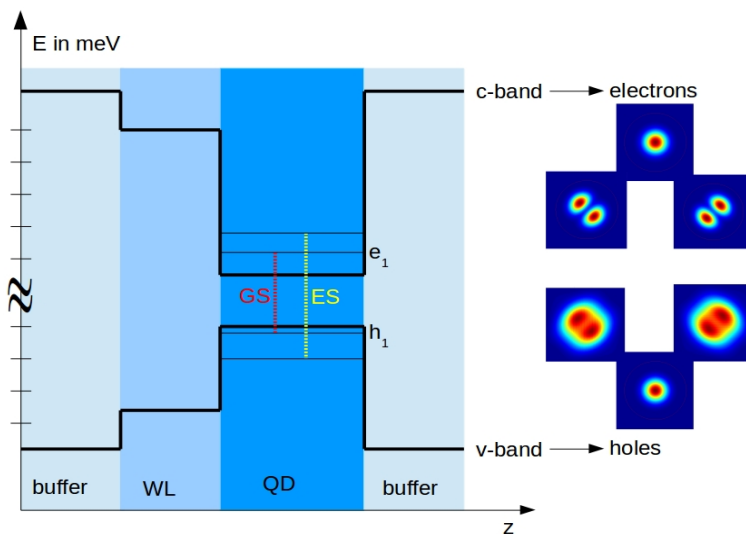 E in meV
c-band
electrons
e1
GS
ES
h1
v-band
holes
buffer
WL
QD
buffer
z